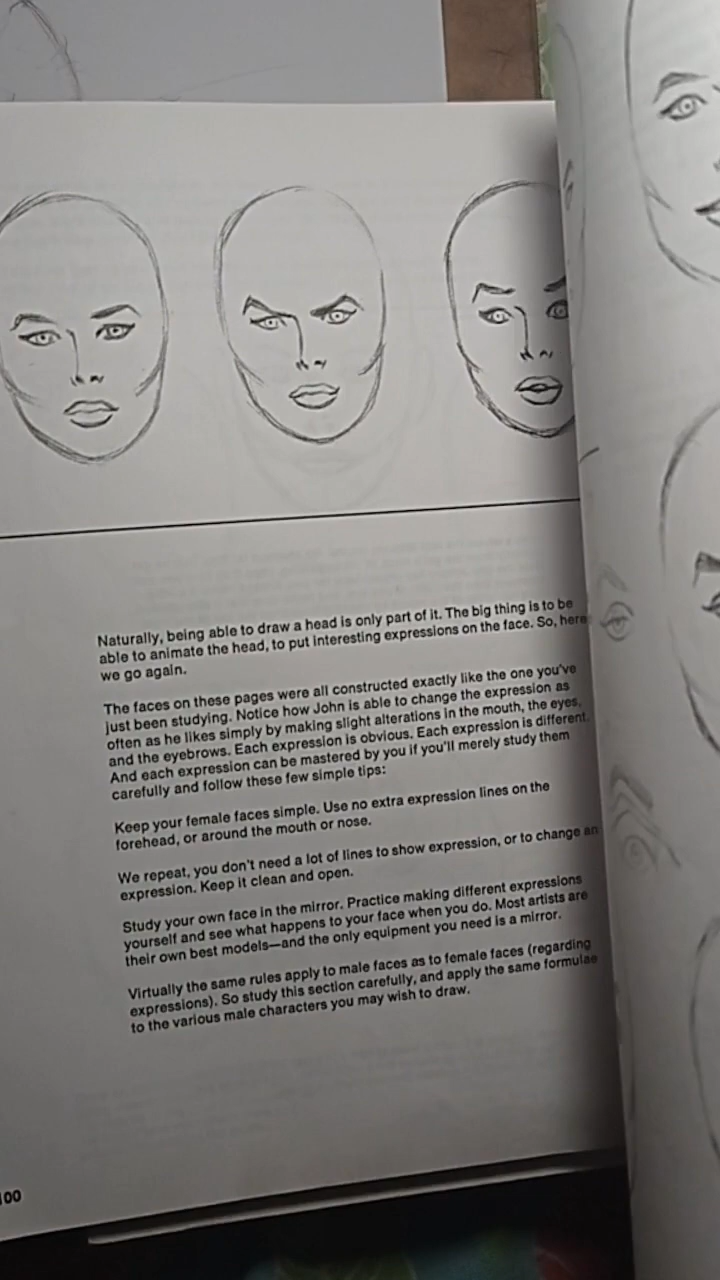 Naturally, being able to draw a head is only part of it. The big thing is to be
able to animate the head, to put interesting expressions on the face. So, here
we go again.
The faces on these pages were all constructed exactly like the one you've
just been studying. Notice how John is able to change the expression as
often as he likes simply by making slight alterations in the mouth, the eyes,
and the eyebrows. Each expression is obvious. Each expression is different.
And each expression can be mastered by you if you'll merely study them
carefully and follow these few simple tips:
Keep your female faces simple. Use no extra expression lines on the
forehead, or around the mouth or nose.
We repeat, you don't need a lot of lines to show expression, or to change an
expression. Keep it clean and open.
Study your own face in the mirror. Practice making different expressions
yourself and see what happens to your face when you do. Most artists are
their own best models—and the only equipment you need is a mirror.
Virtually the same rules apply to male faces as to female faces (regarding
expressions). So study this section carefully, and apply the same formulae
to the various male characters you may wish to draw.
100